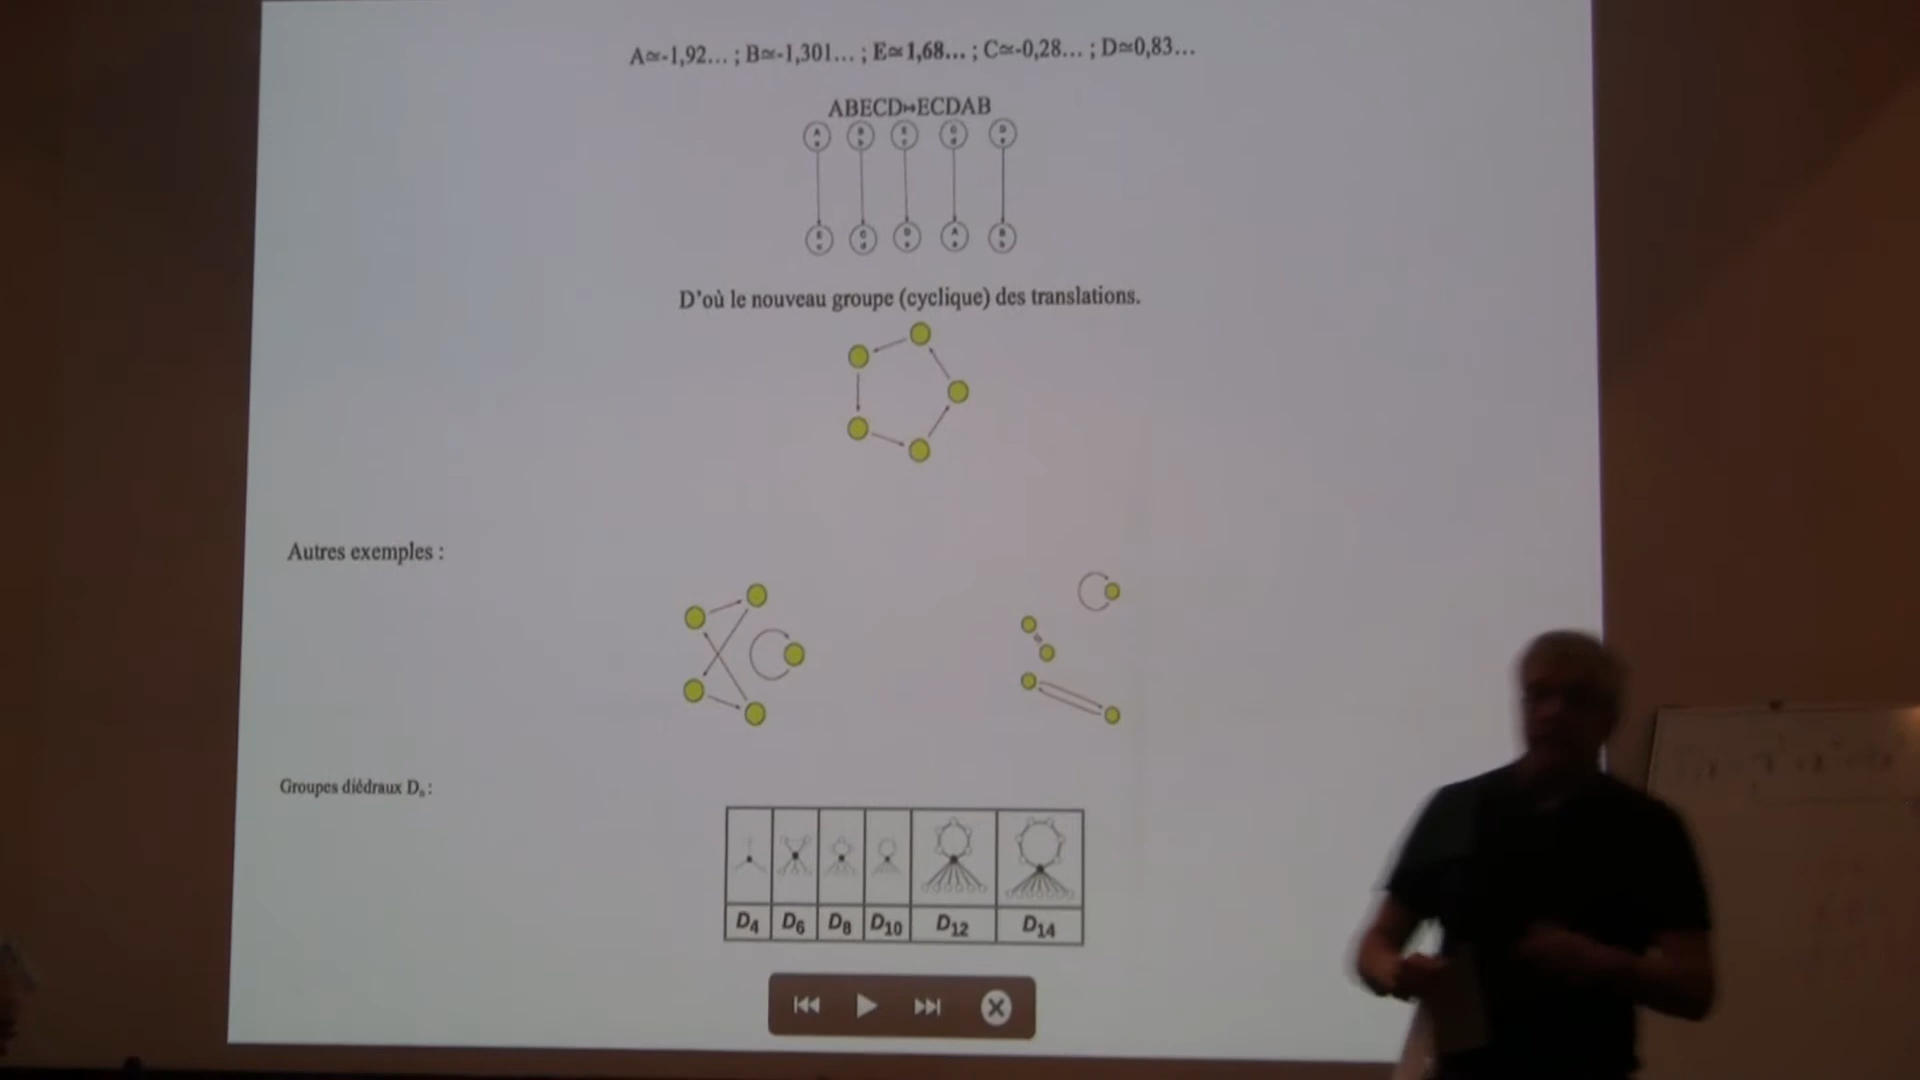 A≃-1,92... ; B≃-1,301... ; E≃1,68... ; C≃-0,28... ; D≃0,83...
ABECD↦ECDAB
D'où le nouveau groupe (cyclique) des translations.
Autres exemples :
Groupes diédraux Dₙ :
D4 D6 D8 D10 D12 D14